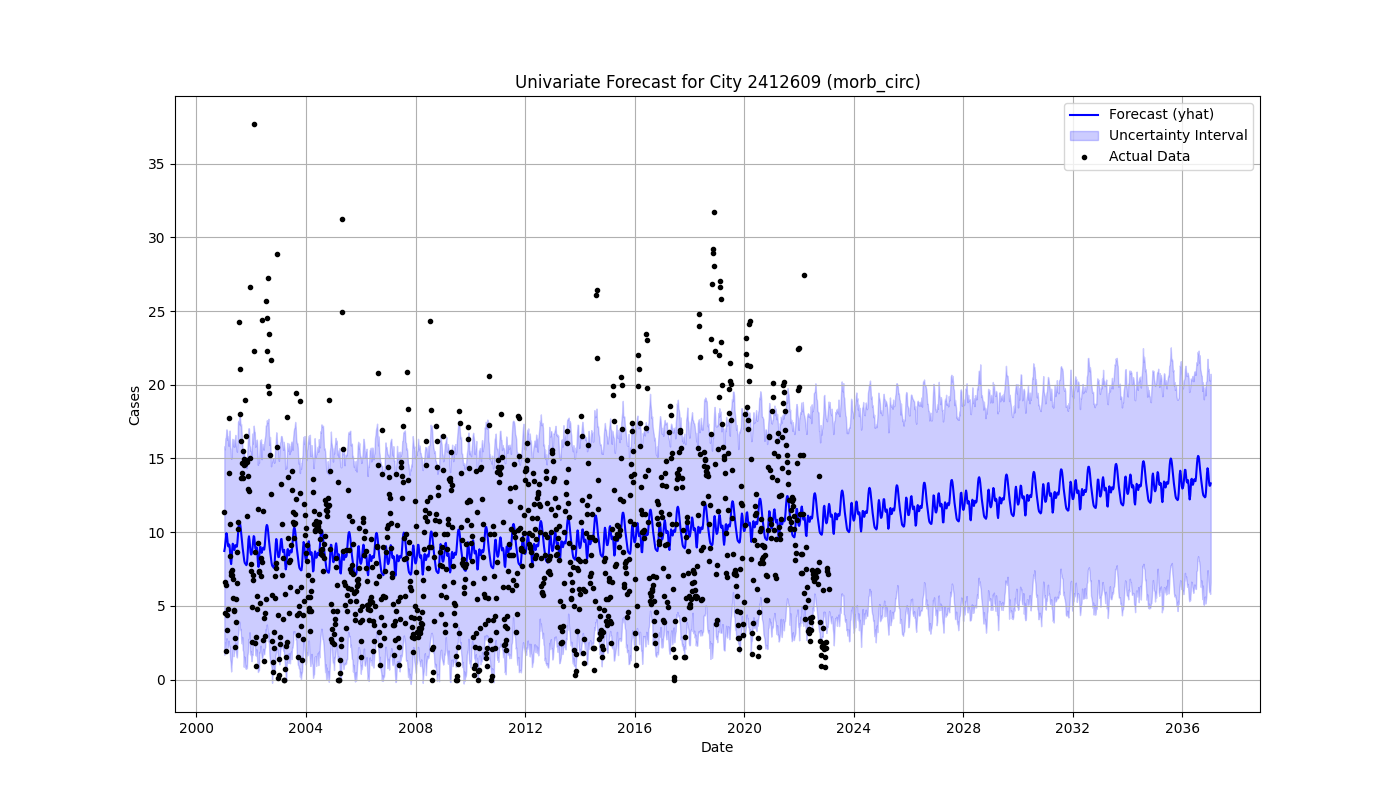 Univariate Forecast for City 2412609 (morb_circ)
Forecast (yhat)
Uncertainty Interval
Actual Data
Cases
35
30
25
20
15
10
5
0
2000 2004 2008 2012 2016 2020 2024 2028 2032 2036
Date